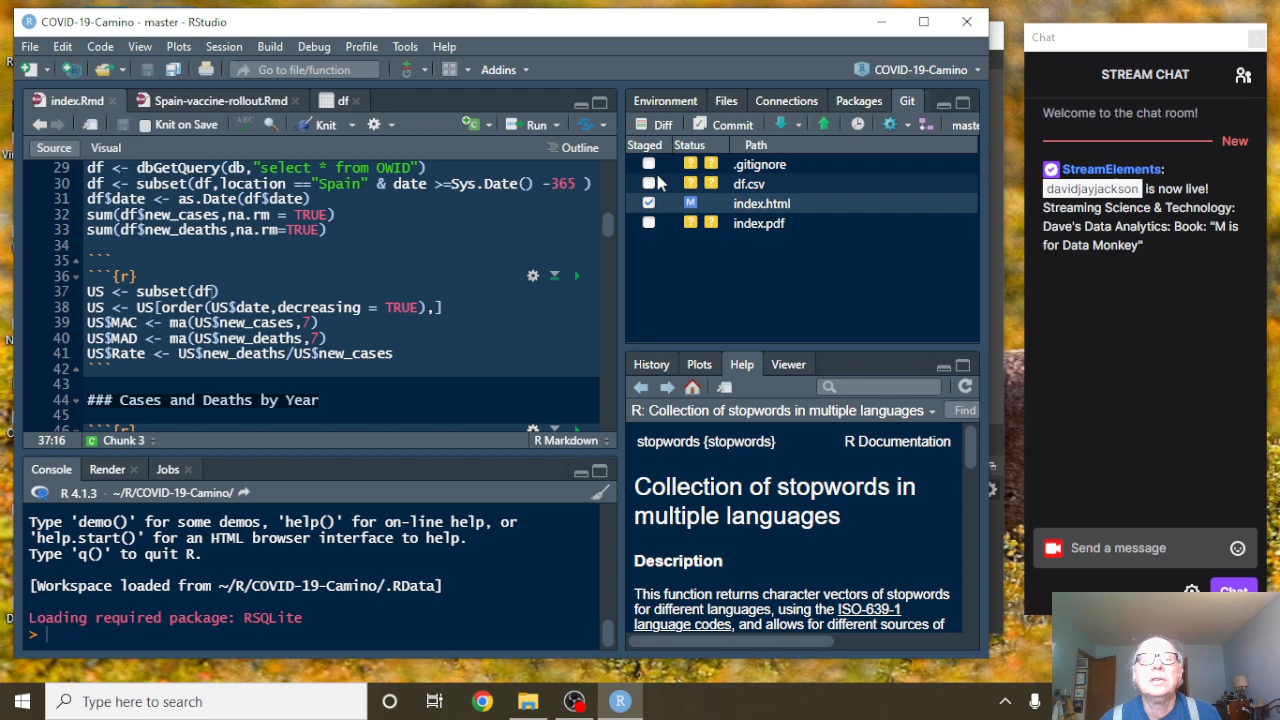 COVID-19-Camino - master - RStudio
File Edit Code View Plots Session Build Debug Profile Tools Help
Go to file/function
Addins
COVID-19-Camino
index.Rmd
Spain-vaccine-rollout.Rmd
df
Knit on Save
ABC
Knit
Run
Source Visual
Outline
29 df <- dbGetQuery(db,"select * from OWID")
30 df <- subset(df,location =="Spain" & date >=Sys.Date() -365 )
31 df$date <- as.Date(df$date)
32 sum(df$new_cases,na.rm = TRUE)
33 sum(df$new_deaths,na.rm=TRUE)
34
35 ```
36 ```{r}
37 US <- subset(df)
38 US <- US[order(US$date,decreasing = TRUE),]
39 US$MAC <- ma(US$new_cases,7)
40 US$MAD <- ma(US$new_deaths,7)
41 US$Rate <- US$new_deaths/US$new_cases
42 ```
43
44 ### Cases and Deaths by Year
45
46 ```{r}
37:16
Chunk 3
R Markdown
Console Render Jobs
R 4.1.3 · ~/R/COVID-19-Camino/
Type 'demo()' for some demos, 'help()' for on-line help, or
'help.start()' for an HTML browser interface to help.
Type 'q()' to quit R.
[Workspace loaded from ~/R/COVID-19-Camino/.RData]
Loading required package: RSQLite
>
Environment Files Connections Packages Git
Diff Commit
maste
Staged Status Path
? ? .gitignore
? ? df.csv
M index.html
? ? index.pdf
History Plots Help Viewer
R: Collection of stopwords in multiple languages
Find
stopwords {stopwords}
R Documentation
Collection of stopwords in
multiple languages
Description
This function returns character vectors of stopwords
for different languages, using the ISO-639-1
language codes, and allows for different sources of
Chat
STREAM CHAT
Welcome to the chat room!
New
StreamElements:
davidjayjackson is now live!
Streaming Science & Technology:
Dave's Data Analytics: Book: "M is
for Data Monkey"
Send a message
Chat
Type here to search